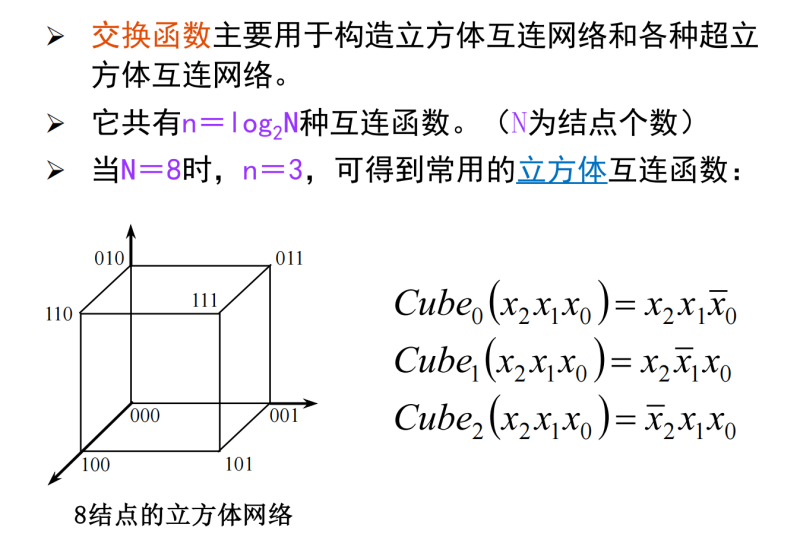 ➢ 交换函数主要用于构造立方体互连网络和各种超立
方体互连网络。
➢ 它共有n＝log₂N种互连函数。（N为结点个数）
➢ 当N＝8时，n＝3，可得到常用的立方体互连函数：
010
011
110
111
000
001
100
101
Cube₀(x₂x₁x₀)= x₂x₁x̅₀
Cube₁(x₂x₁x₀)= x₂x̅₁x₀
Cube₂(x₂x₁x₀)= x̅₂x₁x₀
8结点的立方体网络